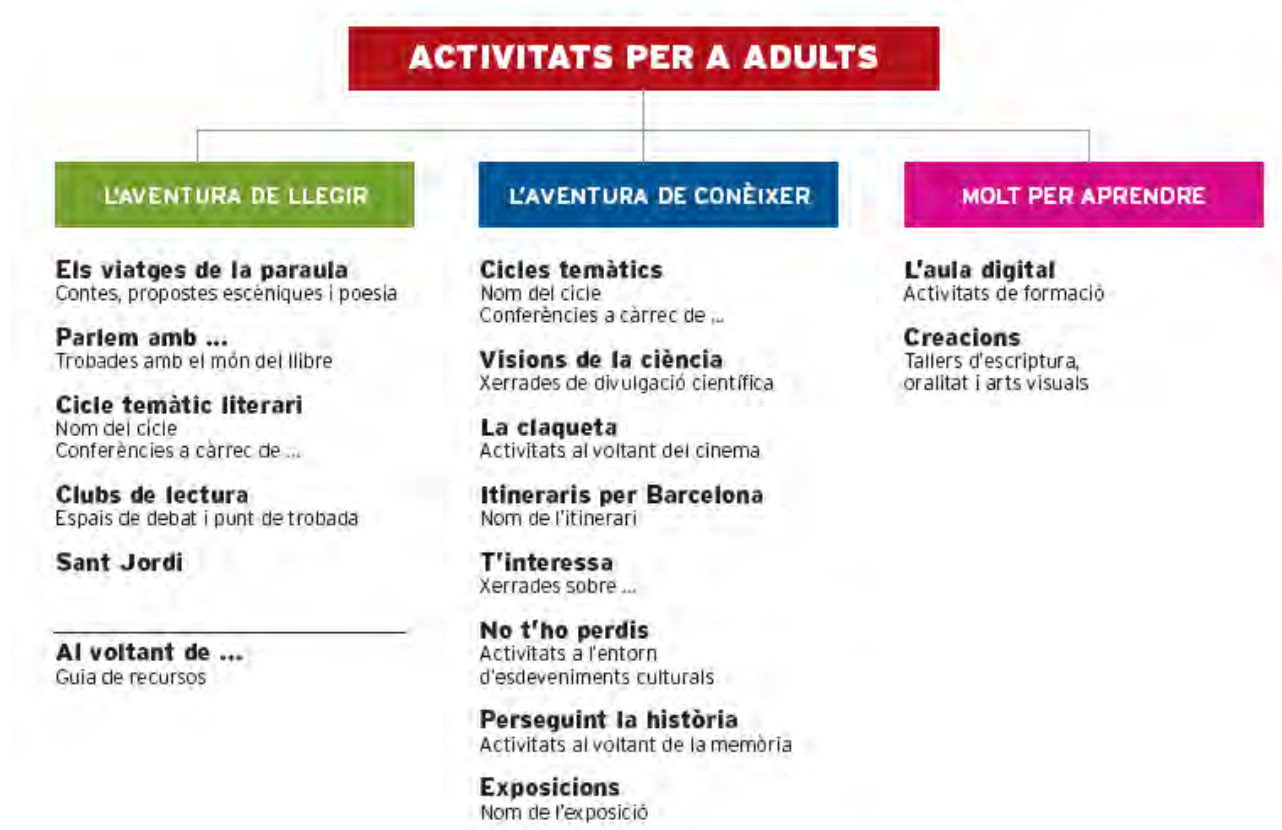 ACTIVITATS PER A ADULTS
L'AVENTURA DE LLEGIR
Els viatges de la paraula
Contes, propostes escèniques i poesia
Parlem amb ...
Trobades amb el món del llibre
Cicle temàtic literari
Nom del cicle
Conferències a càrrec de ...
Clubs de lectura
Espais de debat i punt de trobada
Sant Jordi
Al voltant de ...
Guia de recursos
L'AVENTURA DE CONÈIXER
Cicles temàtics
Nom del cicle
Conferències a càrrec de ...
Visions de la ciència
Xerrades de divulgació científica
La claqueta
Activitats al voltant del cinema
Itineraris per Barcelona
Nom de l'itinerari
T'interessa
Xerrades sobre ...
No t'ho perdis
Activitats a l'entorn
d'esdeveniments culturals
Perseguint la història
Activitats al voltant de la memòria
Exposicions
Nom de l'exposició
MOLT PER APRENDRE
L'aula digital
Activitats de formació
Creacions
Tallers d'escriptura,
oralitat i arts visuals